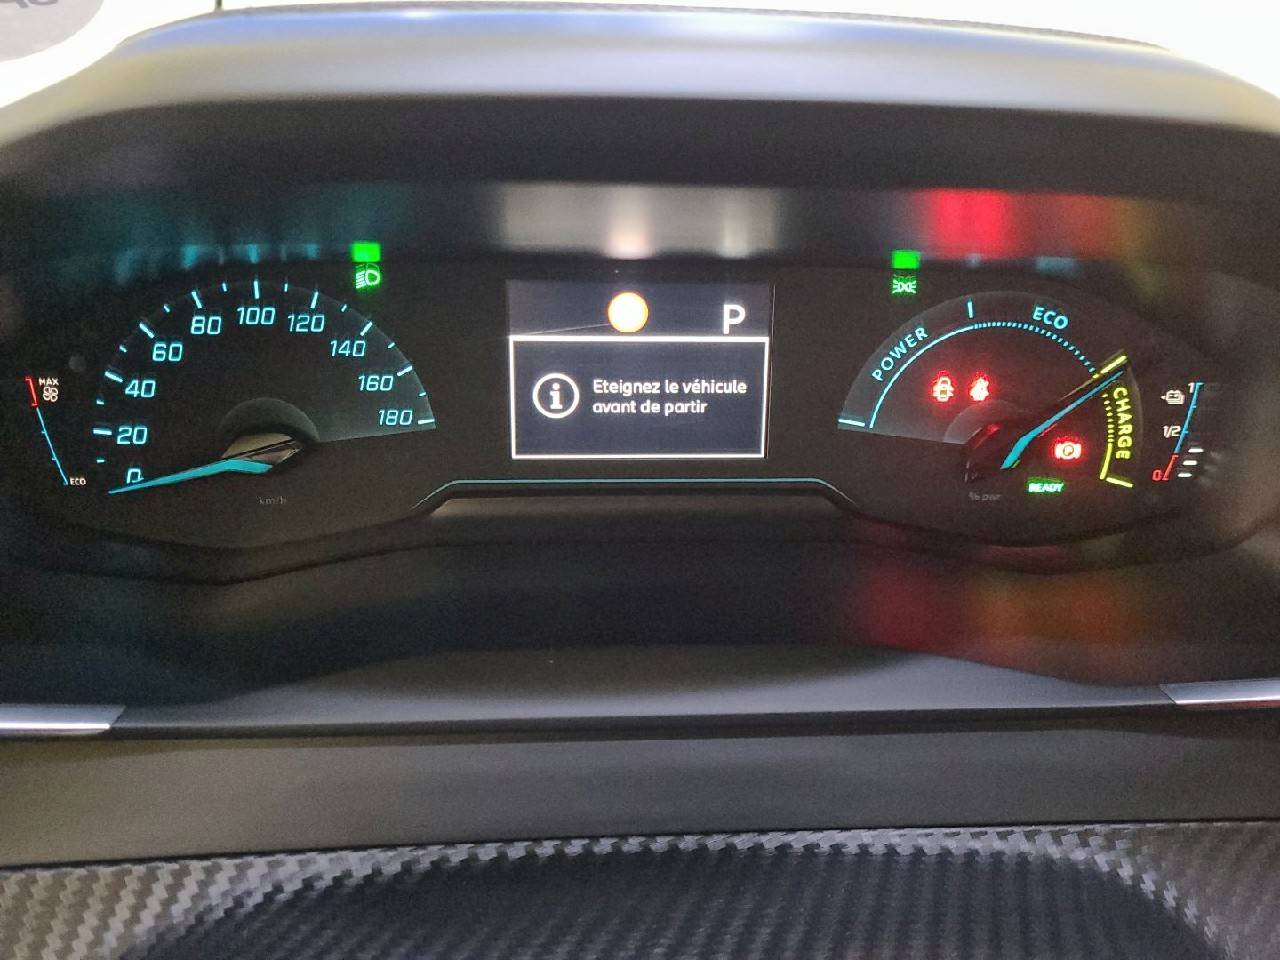 MAX
ECO
0
20
40
60
80
100
120
140
160
180
km/h
P
Eteignez le véhicule
avant de partir
POWER
ECO
CHARGE
P
READY
1
1/2
0